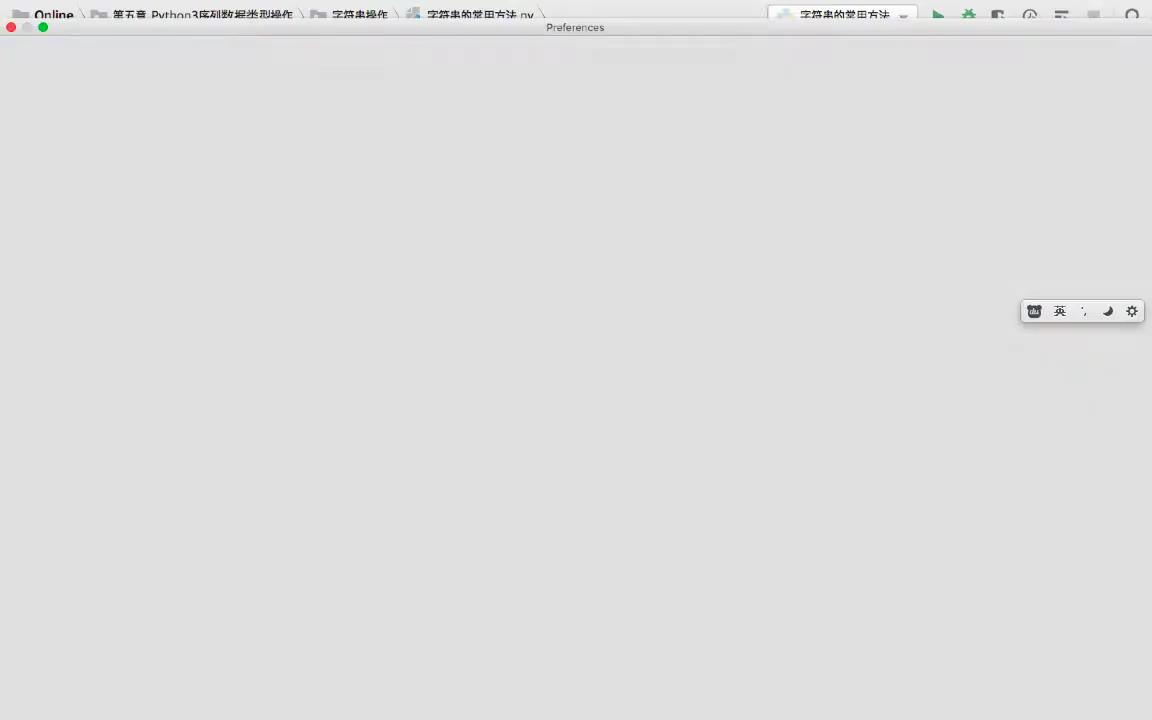 Online 第五章 Python3序列数据类型操作 字符串操作 字符串的常用方法.py 字符串的常用方法
Preferences
du 英 ',